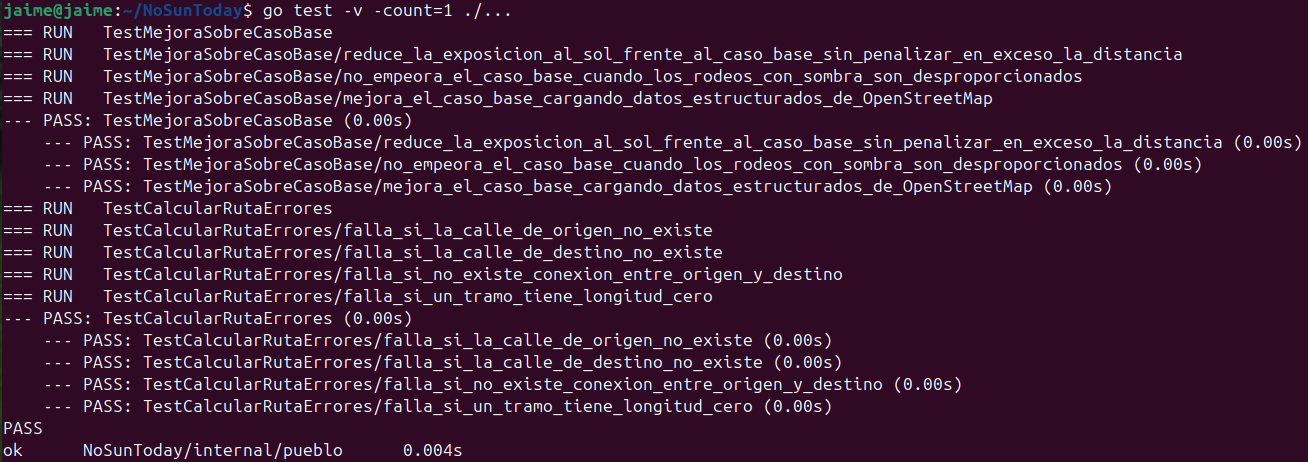 jaime@jaime:~/NoSunToday$ go test -v -count=1 ./...
=== RUN   TestMejoraSobreCasoBase
=== RUN   TestMejoraSobreCasoBase/reduce_la_exposicion_al_sol_frente_al_caso_base_sin_penalizar_en_exceso_la_distancia
=== RUN   TestMejoraSobreCasoBase/no_empeora_el_caso_base_cuando_los_rodeos_con_sombra_son_desproporcionados
=== RUN   TestMejoraSobreCasoBase/mejora_el_caso_base_cargando_datos_estructurados_de_OpenStreetMap
--- PASS: TestMejoraSobreCasoBase (0.00s)
    --- PASS: TestMejoraSobreCasoBase/reduce_la_exposicion_al_sol_frente_al_caso_base_sin_penalizar_en_exceso_la_distancia (0.00s)
    --- PASS: TestMejoraSobreCasoBase/no_empeora_el_caso_base_cuando_los_rodeos_con_sombra_son_desproporcionados (0.00s)
    --- PASS: TestMejoraSobreCasoBase/mejora_el_caso_base_cargando_datos_estructurados_de_OpenStreetMap (0.00s)
=== RUN   TestCalcularRutaErrores
=== RUN   TestCalcularRutaErrores/falla_si_la_calle_de_origen_no_existe
=== RUN   TestCalcularRutaErrores/falla_si_la_calle_de_destino_no_existe
=== RUN   TestCalcularRutaErrores/falla_si_no_existe_conexion_entre_origen_y_destino
=== RUN   TestCalcularRutaErrores/falla_si_un_tramo_tiene_longitud_cero
--- PASS: TestCalcularRutaErrores (0.00s)
    --- PASS: TestCalcularRutaErrores/falla_si_la_calle_de_origen_no_existe (0.00s)
    --- PASS: TestCalcularRutaErrores/falla_si_la_calle_de_destino_no_existe (0.00s)
    --- PASS: TestCalcularRutaErrores/falla_si_no_existe_conexion_entre_origen_y_destino (0.00s)
    --- PASS: TestCalcularRutaErrores/falla_si_un_tramo_tiene_longitud_cero (0.00s)
PASS
ok      NoSunToday/internal/pueblo      0.004s